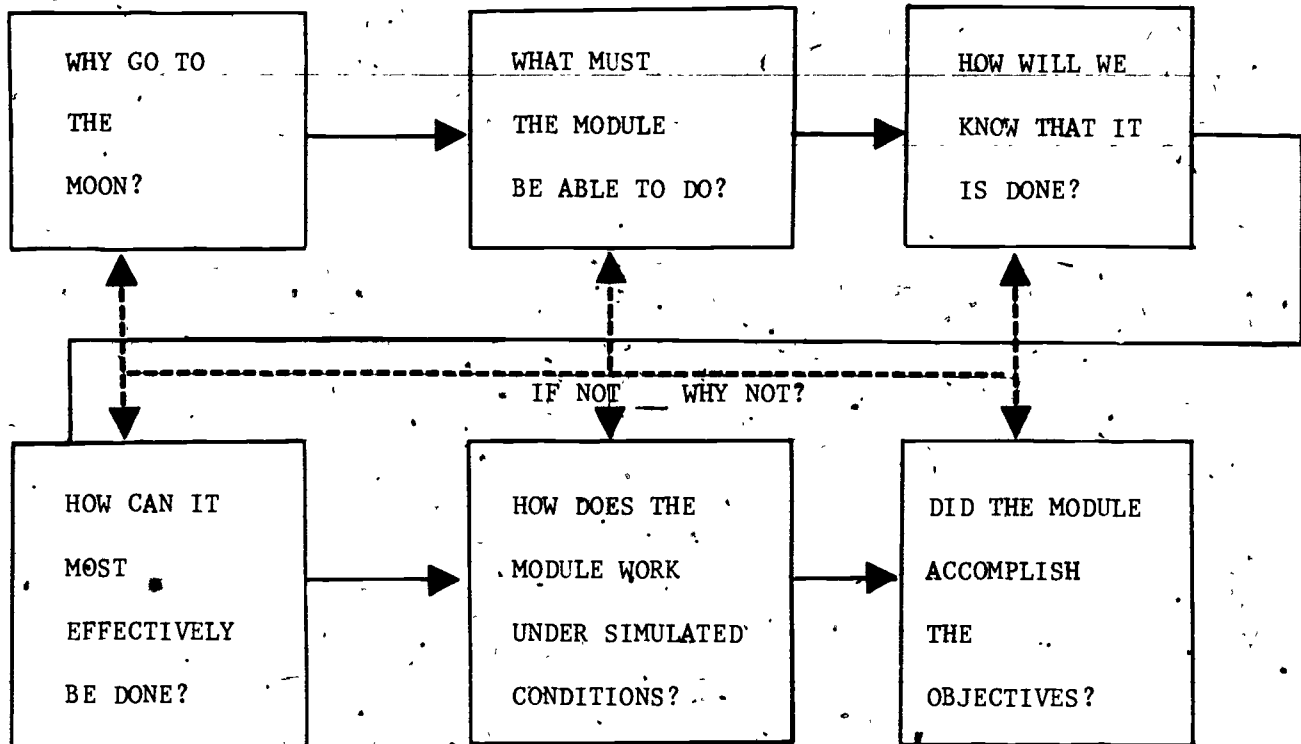 WHY GO TO
THE
MOON?
WHAT MUST
THE MODULE
BE ABLE TO DO?
HOW WILL WE
KNOW THAT IT
IS DONE?
IF NOT __ WHY NOT?
HOW CAN IT
MOST
EFFECTIVELY
BE DONE?
HOW DOES THE
MODULE WORK
UNDER SIMULATED
CONDITIONS?
DID THE MODULE
ACCOMPLISH
THE
OBJECTIVES?